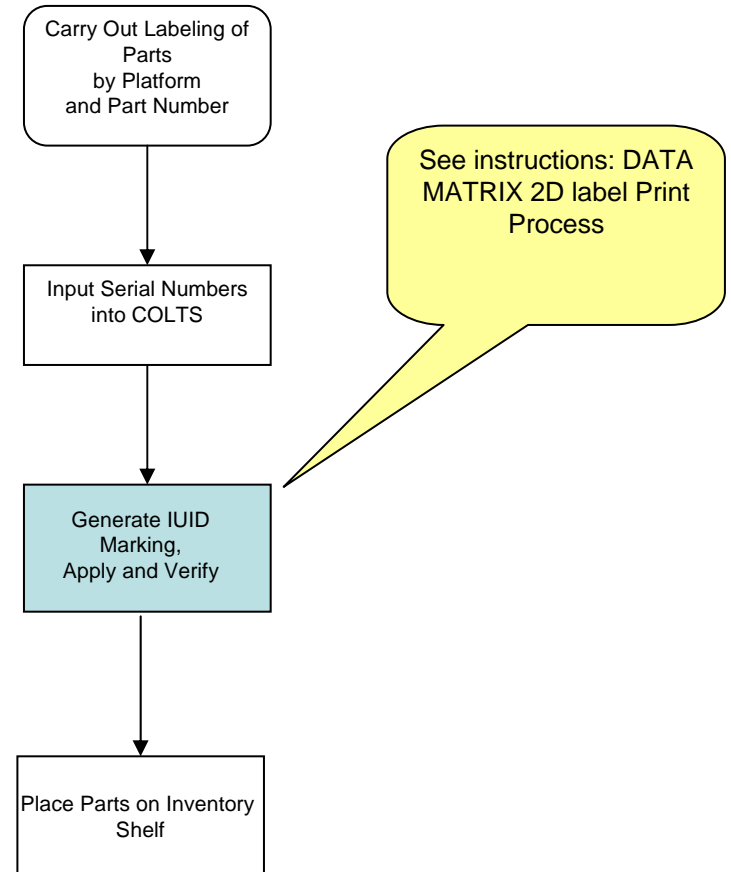 Carry Out Labeling of
Parts
by Platform
and Part Number
See instructions: DATA
MATRIX 2D label Print
Process
Input Serial Numbers
into COLTS
Generate IUID
Marking,
Apply and Verify
Place Parts on Inventory
Shelf